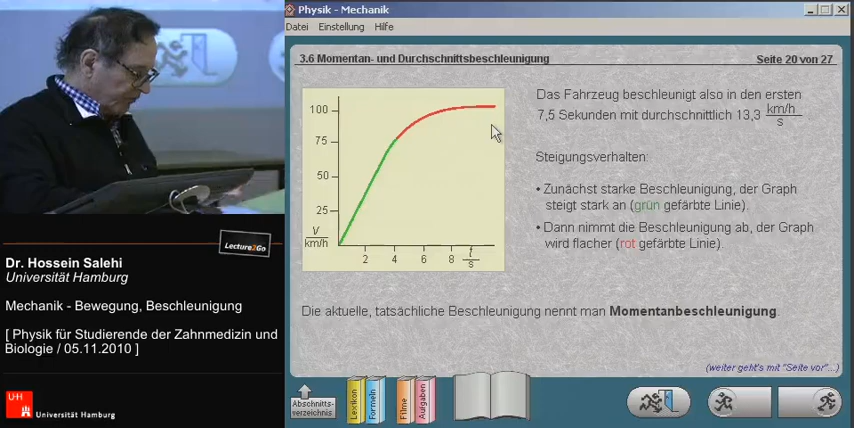 Physik - Mechanik
Datei Einstellung Hilfe
3.6 Momentan- und Durchschnittsbeschleunigung
Seite 20 von 27
100
75
50
25
V
km/h
2 4 6 8
t
s
Das Fahrzeug beschleunigt also in den ersten
7,5 Sekunden mit durchschnittlich 13,3 km/h
s
Steigungsverhalten:
• Zunächst starke Beschleunigung, der Graph
steigt stark an (grün gefärbte Linie).
• Dann nimmt die Beschleunigung ab, der Graph
wird flacher (rot gefärbte Linie).
Die aktuelle, tatsächliche Beschleunigung nennt man Momentanbeschleunigung.
(weiter geht's mit "Seite vor"...)
Abschnitts-
verzeichnis
Lexikon
Formeln
Filme
Aufgaben
Lecture2Go
Dr. Hossein Salehi
Universität Hamburg
Mechanik - Bewegung, Beschleunigung
[ Physik für Studierende der Zahnmedizin und
Biologie / 05.11.2010 ]
UH
Universität Hamburg